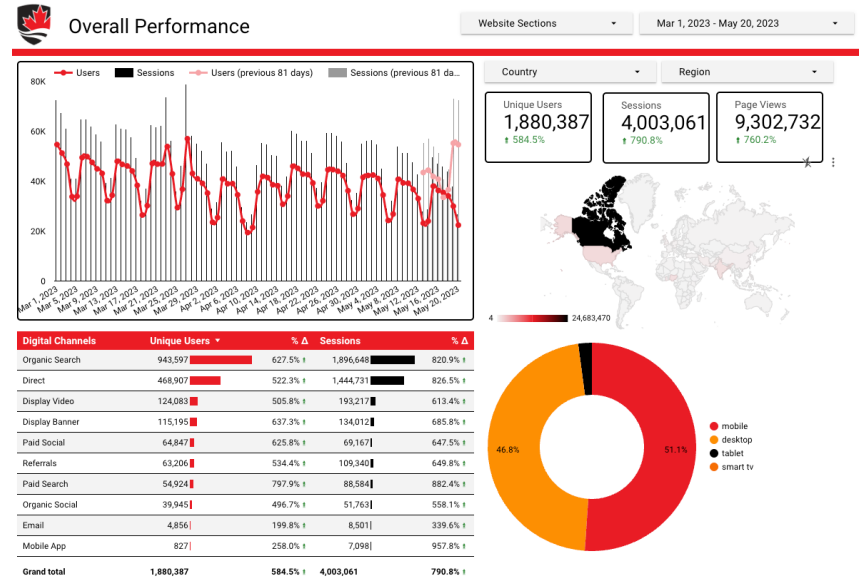 Overall Performance
Website Sections
Mar 1, 2023 - May 20, 2023
Users Sessions Users (previous 81 days) Sessions (previous 81 da...
80K
60K
40K
20K
0
Mar 1, 2023 Mar 5, 2023 Mar 9, 2023 Mar 13, 2023 Mar 17, 2023 Mar 21, 2023 Mar 25, 2023 Mar 29, 2023 Apr 2, 2023 Apr 6, 2023 Apr 10, 2023 Apr 14, 2023 Apr 18, 2023 Apr 22, 2023 Apr 26, 2023 Apr 30, 2023 May 4, 2023 May 8, 2023 May 12, 2023 May 16, 2023 May 20, 2023
Country
Region
Unique Users
1,880,387
584.5%
Sessions
4,003,061
790.8%
Page Views
9,302,732
760.2%
4 24,683,470
Digital Channels Unique Users % Δ Sessions % Δ
Organic Search 943,597 627.5% 1,896,648 820.9%
Direct 468,907 522.3% 1,444,731 826.5%
Display Video 124,083 505.8% 193,217 613.4%
Display Banner 115,195 637.3% 134,012 685.8%
Paid Social 64,847 625.8% 69,167 647.5%
Referrals 63,206 534.4% 109,340 649.8%
Paid Search 54,924 797.9% 88,584 882.4%
Organic Social 39,945 496.7% 51,763 558.1%
Email 4,856 199.8% 8,501 339.6%
Mobile App 827 258.0% 7,098 957.8%
Grand total 1,880,387 584.5% 4,003,061 790.8%
46.8%
51.1%
mobile
desktop
tablet
smart tv